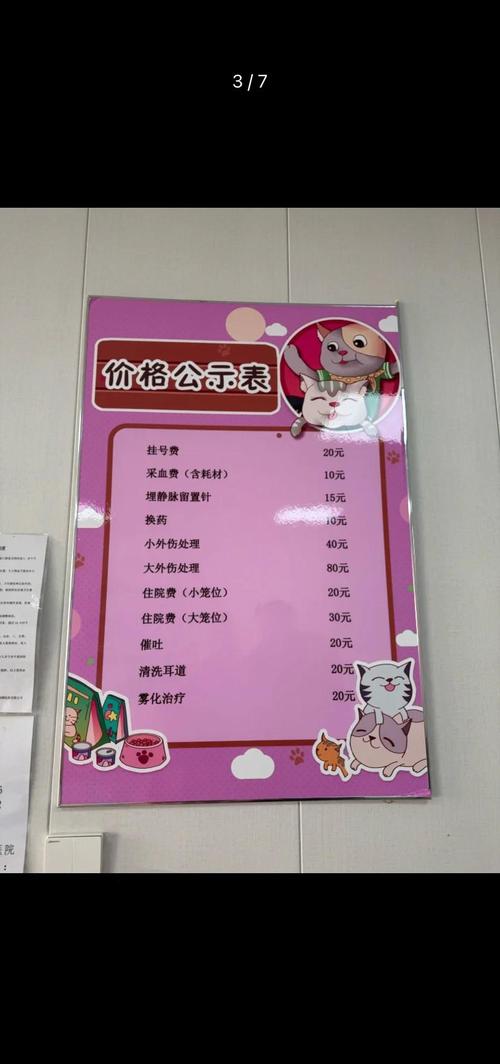 3/7
价格公示表
挂号费 20元
采血费（含耗材） 10元
埋静脉留置针 15元
换药 10元
小外伤处理 40元
大外伤处理 80元
住院费（小笼位） 20元
住院费（大笼位） 30元
催吐 20元
清洗耳道 20元
雾化治疗 20元
医院